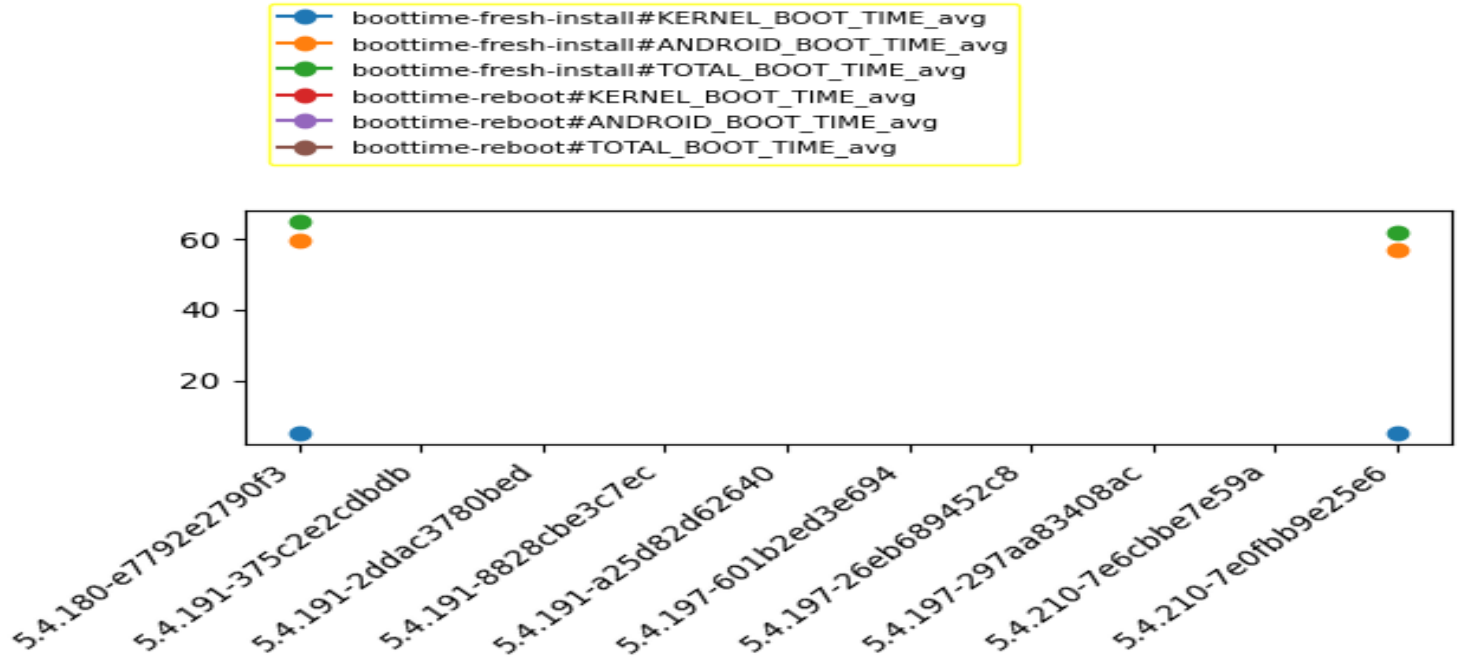 boottime-fresh-install#KERNEL_BOOT_TIME_avg
boottime-fresh-install#ANDROID_BOOT_TIME_avg
boottime-fresh-install#TOTAL_BOOT_TIME_avg
boottime-reboot#KERNEL_BOOT_TIME_avg
boottime-reboot#ANDROID_BOOT_TIME_avg
boottime-reboot#TOTAL_BOOT_TIME_avg
60
40
20
5.4.180-e7792e2790f3
5.4.191-375c2e2cdbdb
5.4.191-2ddac3780bed
5.4.191-8828cbe3c7ec
5.4.191-a25d82d62640
5.4.197-601b2ed3e694
5.4.197-26eb689452c8
5.4.197-297aa83408ac
5.4.210-7e6cbbe7e59a
5.4.210-7e0fbb9e25e6